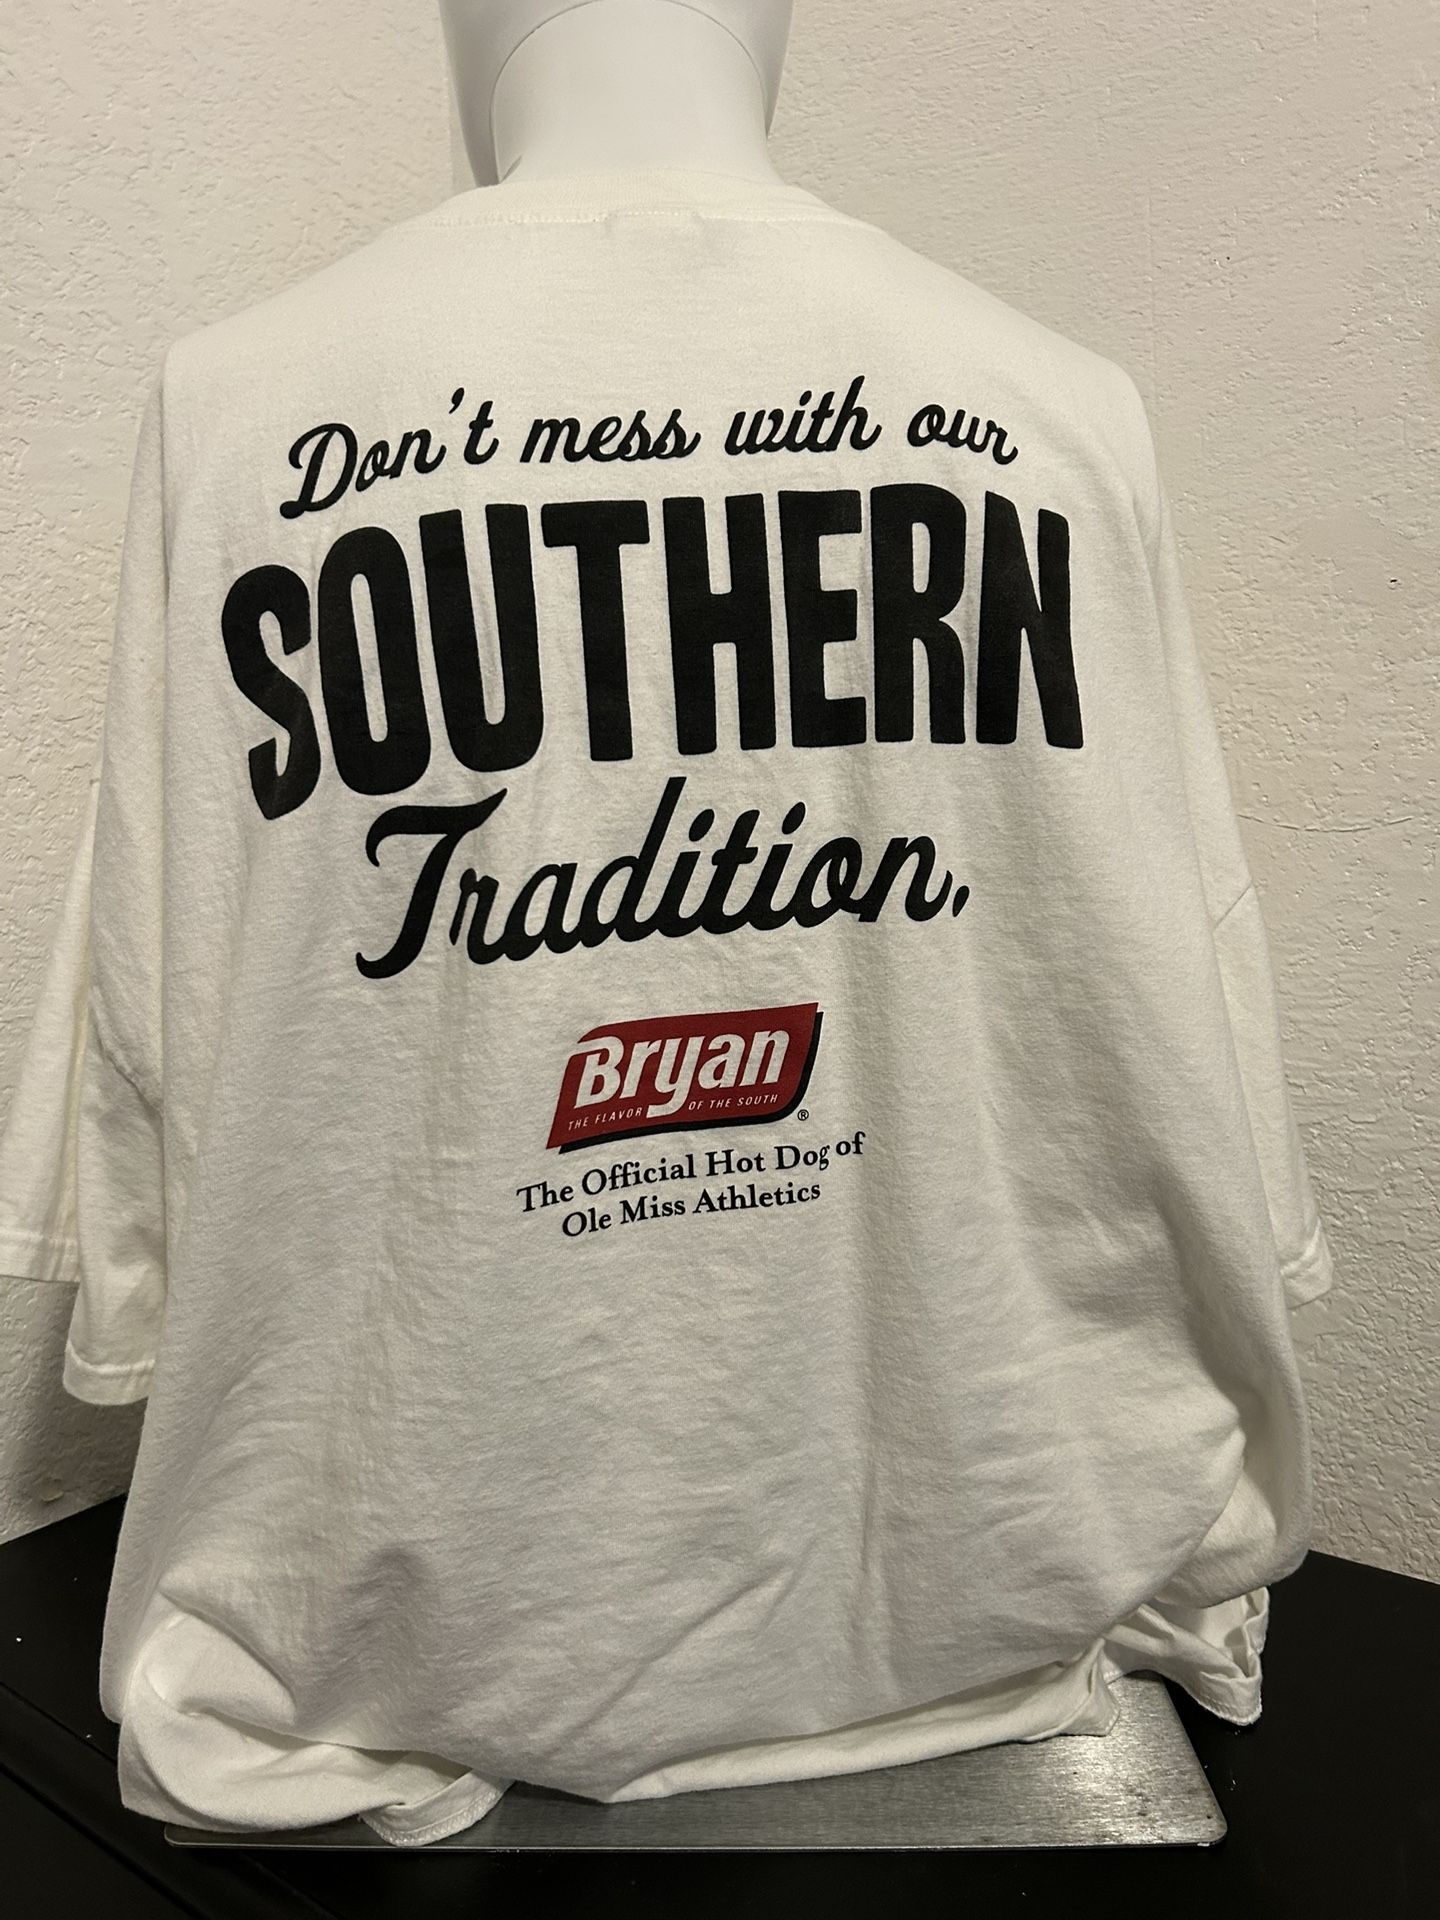 Don't mess with our
SOUTHERN
Tradition.
Bryan
THE FLAVOR OF THE SOUTH
®
The Official Hot Dog of
Ole Miss Athletics